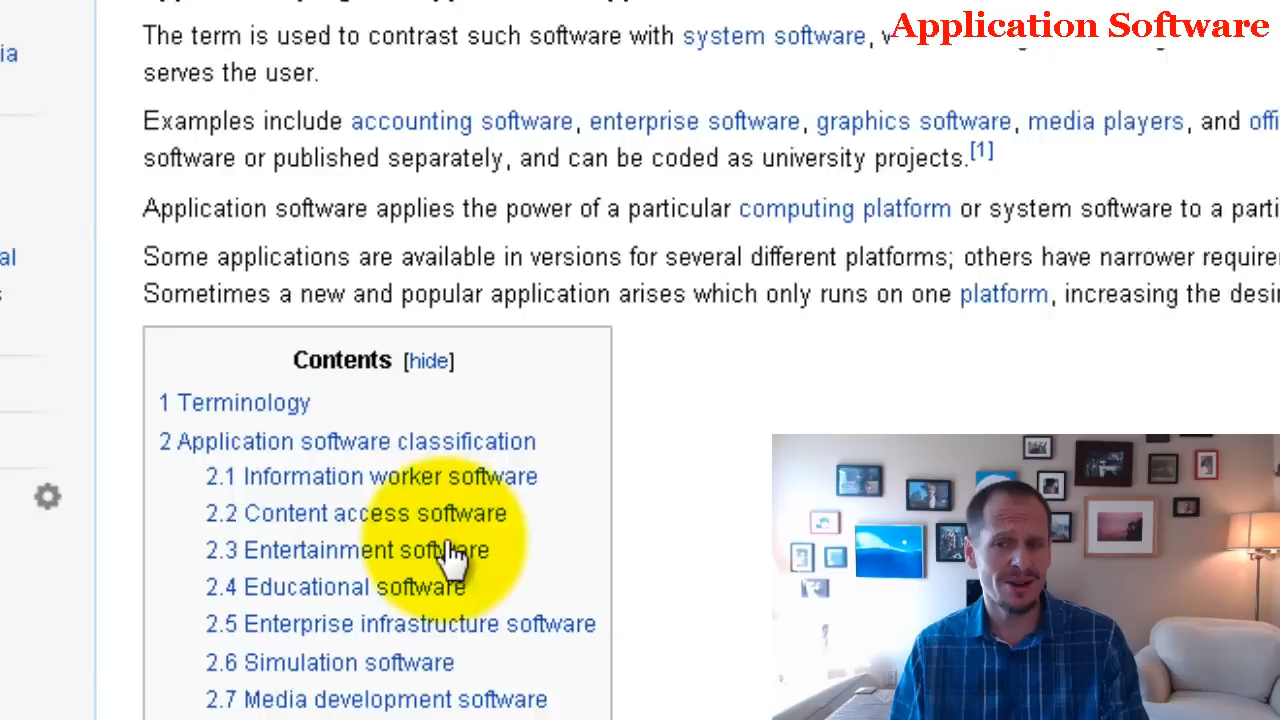 Application Software
The term is used to contrast such software with system software,
serves the user.
Examples include accounting software, enterprise software, graphics software, media players, and
software or published separately, and can be coded as university projects.[1]
Application software applies the power of a particular computing platform or system software to a
Some applications are available in versions for several different platforms; others have narrower
Sometimes a new and popular application arises which only runs on one platform, increasing the
Contents [hide]
1 Terminology
2 Application software classification
2.1 Information worker software
2.2 Content access software
2.3 Entertainment software
2.4 Educational software
2.5 Enterprise infrastructure software
2.6 Simulation software
2.7 Media development software